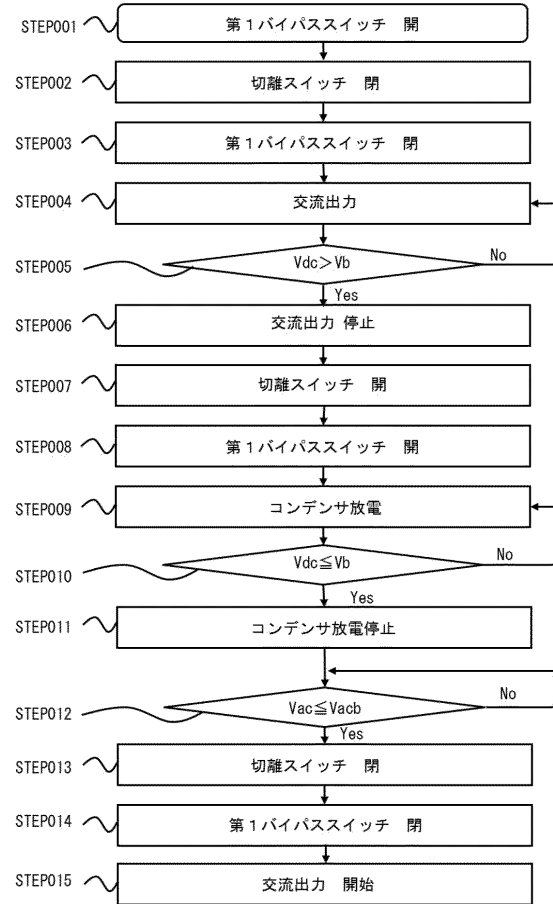 STEP001 第1バイパススイッチ 開
STEP002 切離スイッチ 閉
STEP003 第1バイパススイッチ 閉
STEP004 交流出力
STEP005 Vdc>Vb No
Yes
STEP006 交流出力 停止
STEP007 切離スイッチ 開
STEP008 第1バイパススイッチ 開
STEP009 コンデンサ放電
STEP010 Vdc≦Vb No
Yes
STEP011 コンデンサ放電停止
STEP012 Vac≦Vacb No
Yes
STEP013 切離スイッチ 閉
STEP014 第1バイパススイッチ 閉
STEP015 交流出力 開始